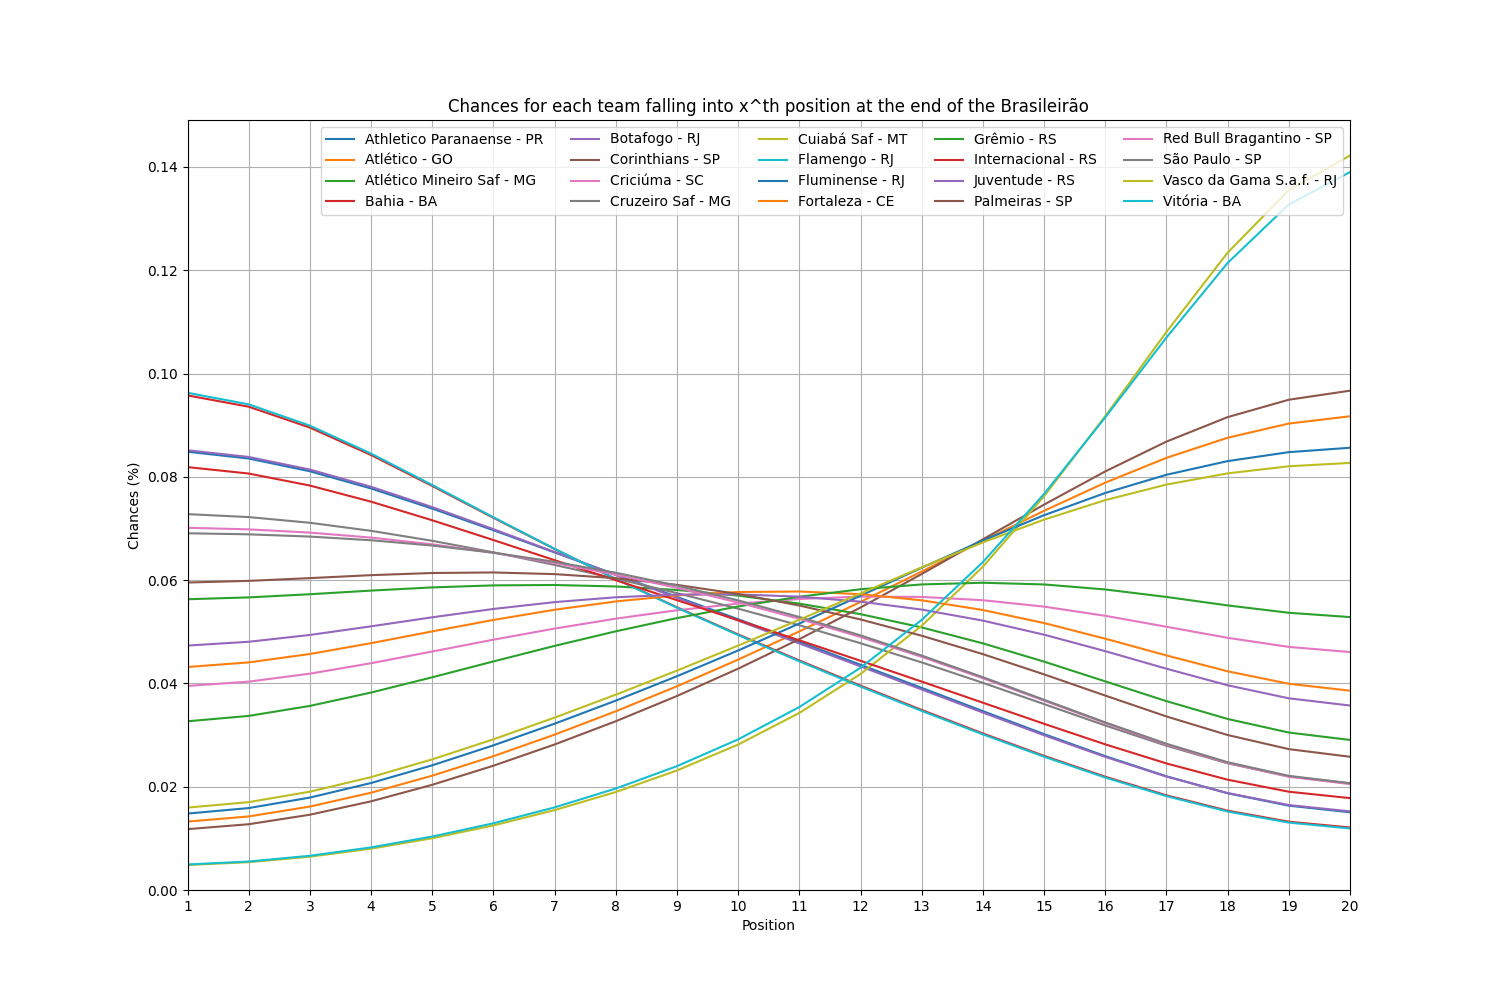 Chances for each team falling into x^th position at the end of the Brasileirão
Athletico Paranaense - PR
Atlético - GO
Atlético Mineiro Saf - MG
Bahia - BA
Botafogo - RJ
Corinthians - SP
Criciúma - SC
Cruzeiro Saf - MG
Cuiabá Saf - MT
Flamengo - RJ
Fluminense - RJ
Fortaleza - CE
Grêmio - RS
Internacional - RS
Juventude - RS
Palmeiras - SP
Red Bull Bragantino - SP
São Paulo - SP
Vasco da Gama S.a.f. - RJ
Vitória - BA
Chances (%)
0.14
0.12
0.10
0.08
0.06
0.04
0.02
0.00
1 2 3 4 5 6 7 8 9 10 11 12 13 14 15 16 17 18 19 20
Position